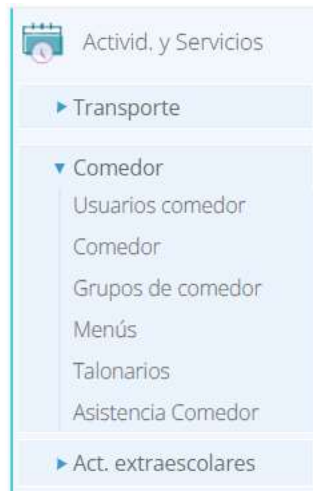 Activid. y Servicios
Transporte
Comedor
Usuarios comedor
Comedor
Grupos de comedor
Menús
Talonarios
Asistencia Comedor
Act. extraescolares